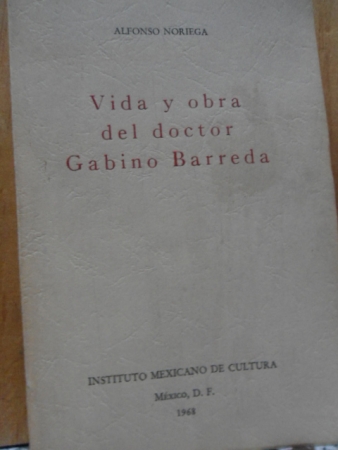 ALFONSO NORIEGA
Vida y obra
del doctor
Gabino Barreda
INSTITUTO MEXICANO DE CULTURA
México, D. F.
1968